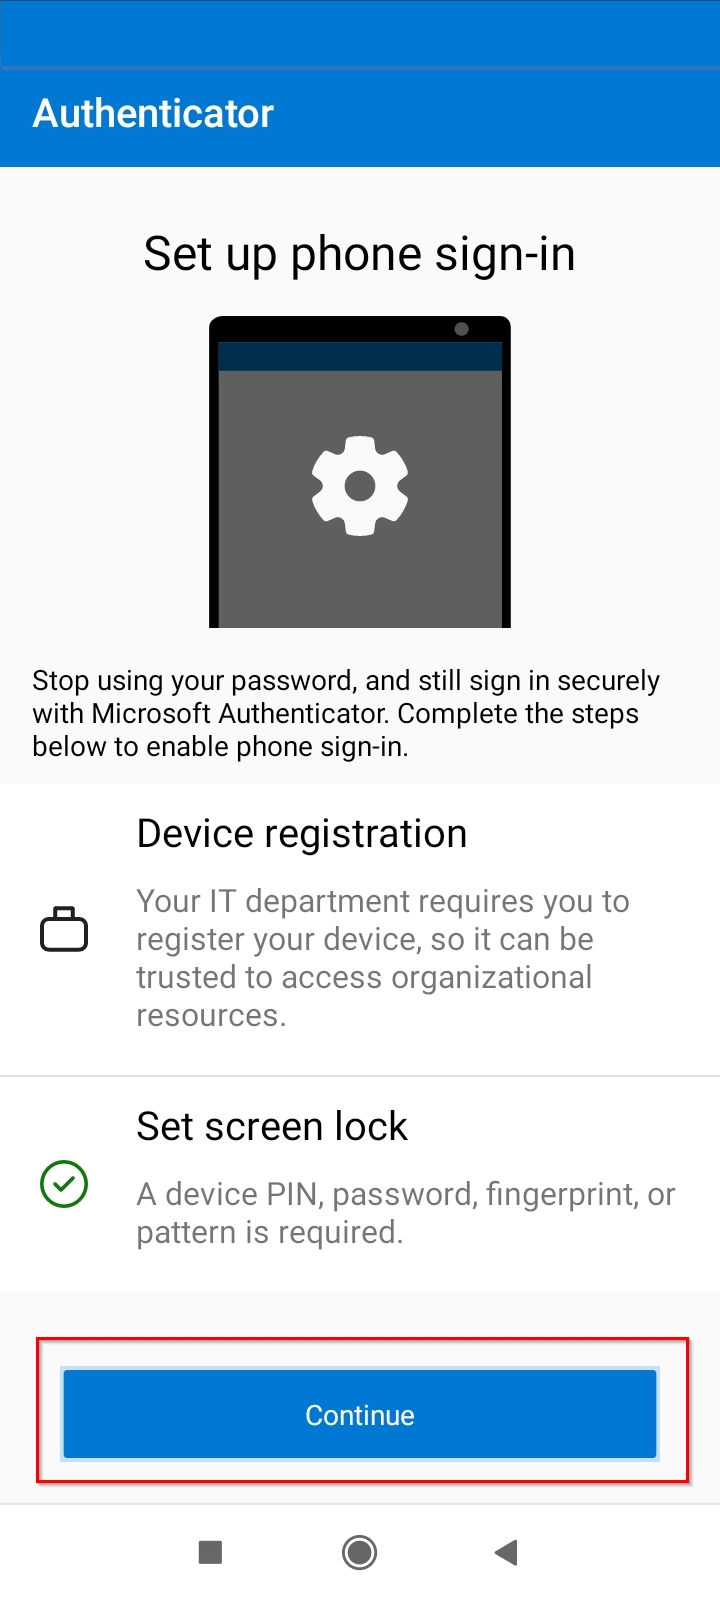 Authenticator
Set up phone sign-in
Stop using your password, and still sign in securely
with Microsoft Authenticator. Complete the steps
below to enable phone sign-in.
Device registration
Your IT department requires you to
register your device, so it can be
trusted to access organizational
resources.
Set screen lock
A device PIN, password, fingerprint, or
pattern is required.
Continue